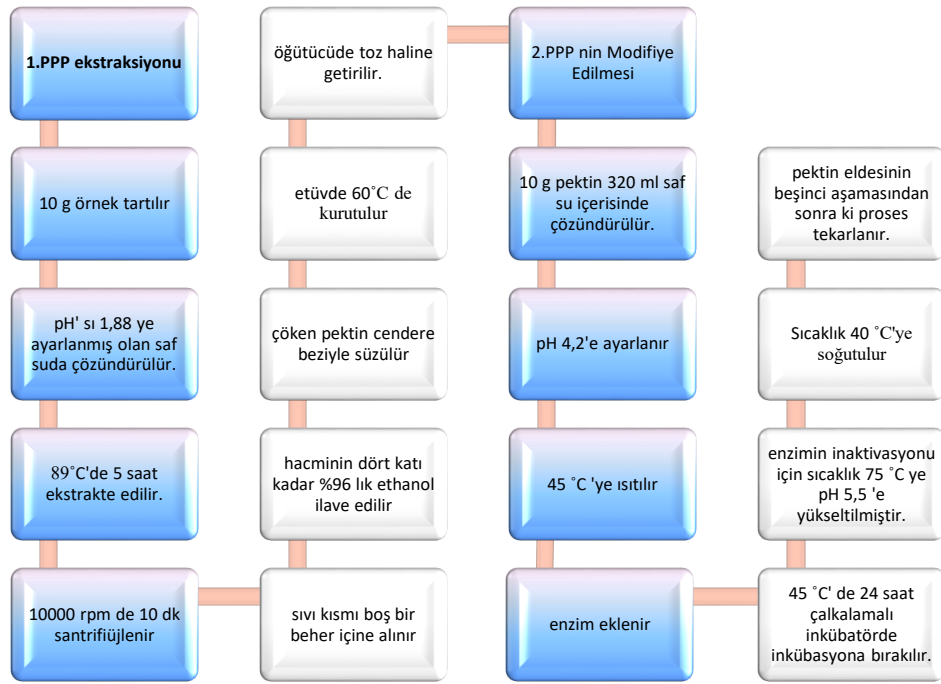 1.PPP ekstraksiyonu
10 g örnek tartılır
pH' sı 1,88 ye
ayarlanmış olan saf
suda çözündürülür.
89˚C'de 5 saat
ekstrakte edilir.
10000 rpm de 10 dk
santrifiüjlenir
sıvı kısmı boş bir
beher içine alınır
hacminin dört katı
kadar %96 lık ethanol
ilave edilir
çöken pektin cendere
beziyle süzülür
etüvde 60˚C de
kurutulur
öğütücüde toz haline
getirilir.
2.PPP nin Modifiye
Edilmesi
10 g pektin 320 ml saf
su içerisinde
çözündürülür.
pH 4,2'e ayarlanır
45 ˚C 'ye ısıtılır
enzim eklenir
45 ˚C' de 24 saat
çalkalamalı
inkübatörde
inkübasyona bırakılır.
enzimin inaktivasyonu
için sıcaklık 75 ˚C ye
pH 5,5 'e
yükseltilmiştir.
Sıcaklık 40 ˚C'ye
soğutulur
pektin eldesinin
beşinci aşamasından
sonra ki proses
tekarlanır.